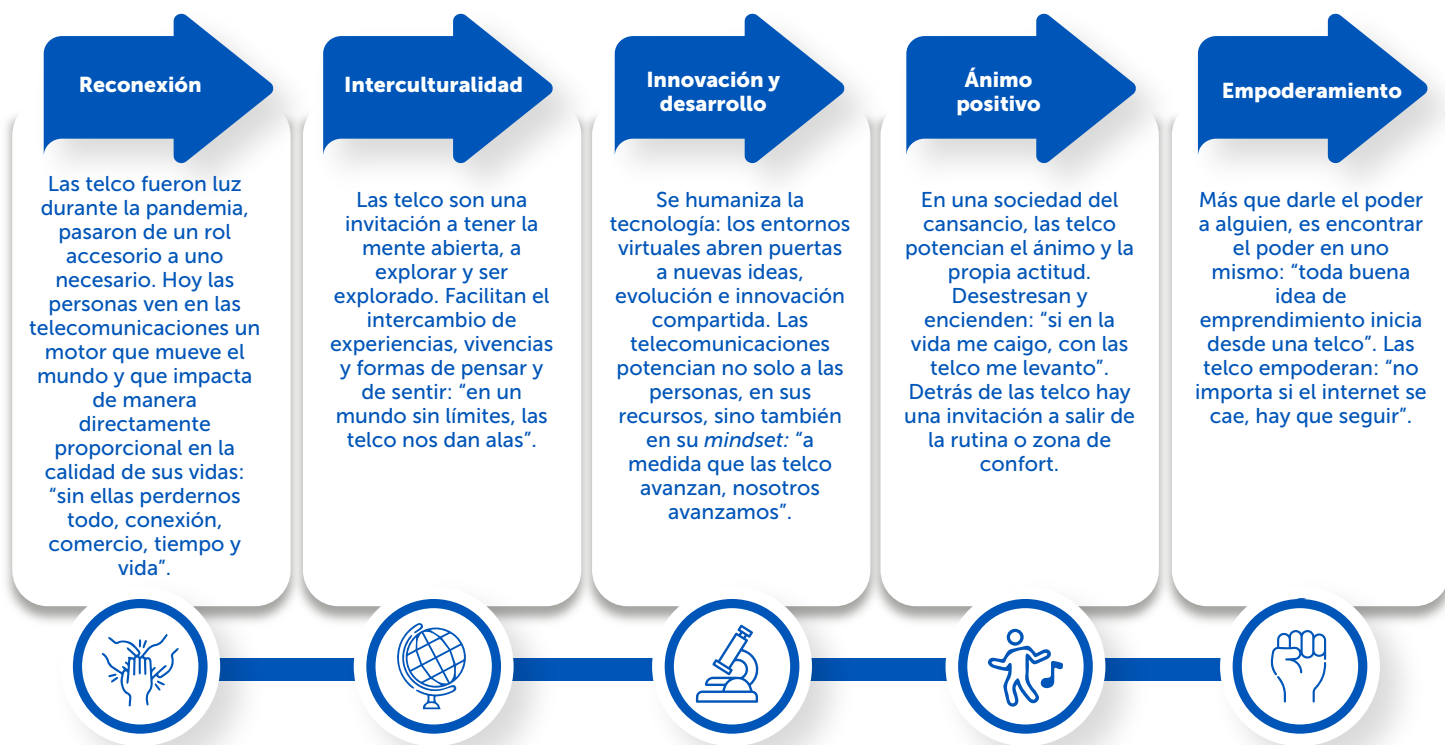 Reconexión
Las telco fueron luz
durante la pandemia,
pasaron de un rol
accesorio a uno
necesario. Hoy las
personas ven en las
telecomunicaciones un
motor que mueve el
mundo y que impacta
de manera
directamente
proporcional en la
calidad de sus vidas:
“sin ellas perdernos
todo, conexión,
comercio, tiempo y
vida”.
Interculturalidad
Las telco son una
invitación a tener la
mente abierta, a
explorar y ser
explorado. Facilitan el
intercambio de
experiencias, vivencias
y formas de pensar y
de sentir: “en un
mundo sin límites, las
telco nos dan alas”.
Innovación y
desarrollo
Se humaniza la
tecnología: los entornos
virtuales abren puertas
a nuevas ideas,
evolución e innovación
compartida. Las
telecomunicaciones
potencian no solo a las
personas, en sus
recursos, sino también
en su mindset: “a
medida que las telco
avanzan, nosotros
avanzamos”.
Ánimo
positivo
En una sociedad del
cansancio, las telco
potencian el ánimo y la
propia actitud.
Desestresan y
encienden: “si en la
vida me caigo, con las
telco me levanto”.
Detrás de las telco hay
una invitación a salir de
la rutina o zona de
confort.
Empoderamiento
Más que darle el poder
a alguien, es encontrar
el poder en uno
mismo: “toda buena
idea de
emprendimiento inicia
desde una telco”. Las
telco empoderan: “no
importa si el internet se
cae, hay que seguir”.